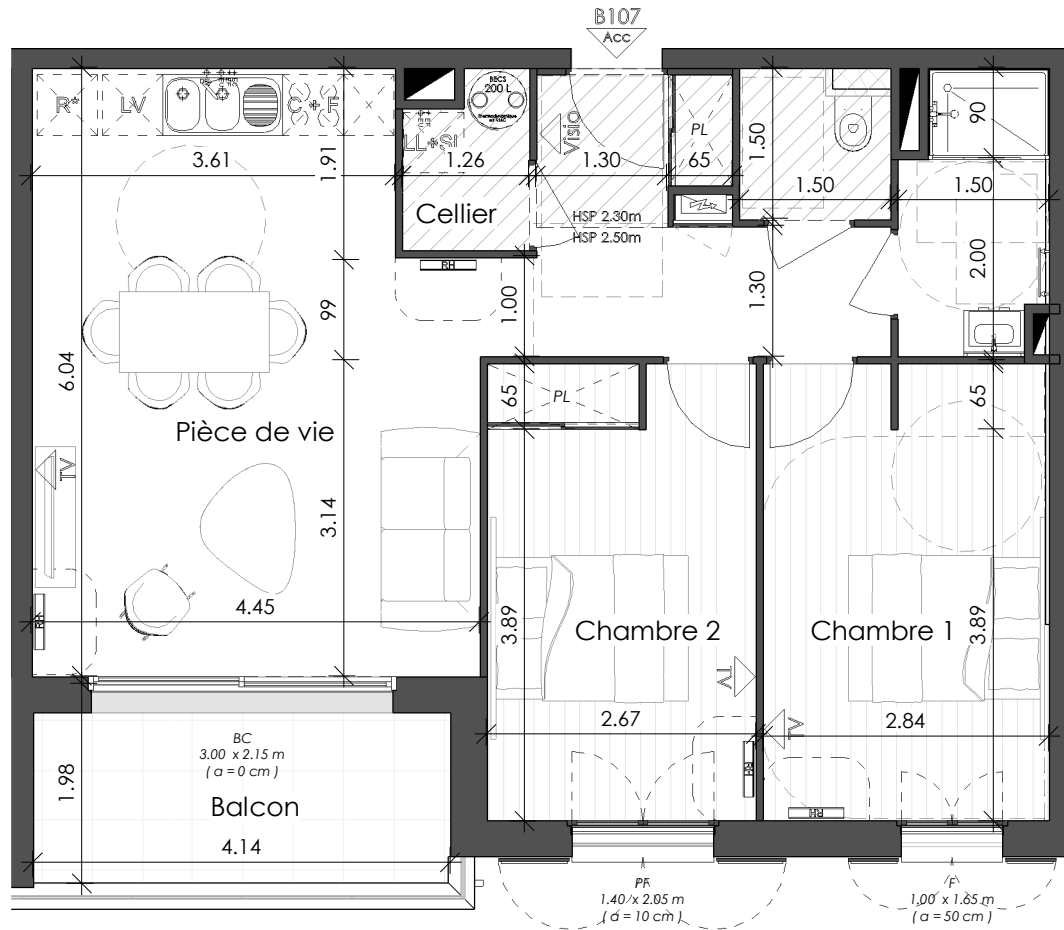 B107
Acc
R*
LV
C + F
BECS
200 L
LL+SL
Visio
PL
3.61
1.91
1.26
1.30
65
1.50
1.50
90
1.50
Cellier
HSP 2.30m
HSP 2.50m
RH
1.00
1.30
2.00
99
6.04
65
PL
65
Pièce de vie
TV
3.14
RH
4.45
3.89
Chambre 2
Chambre 1
3.89
TV
2.67
TV
2.84
RH
RH
BC
3.00 x 2.15 m
( a = 0 cm )
1.98
Balcon
4.14
PF
1.40 x 2.05 m
( a = 10 cm )
F
1.00 x 1.65 m
( a = 50 cm )